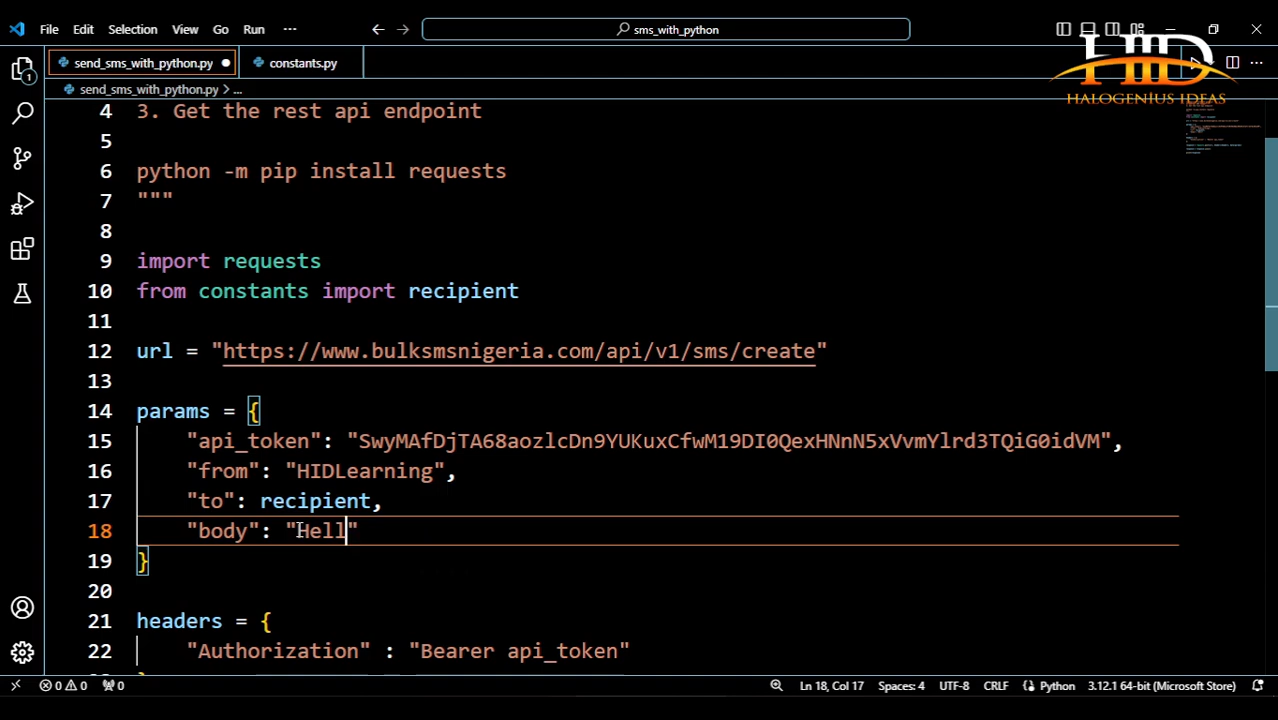 File Edit Selection View Go Run ··· sms_with_python
HID
HALOGENIUS IDEAS
send_sms_with_python.py constants.py
send_sms_with_python.py > ...
4 3. Get the rest api endpoint
5
6 python -m pip install requests
7 """
8
9 import requests
10 from constants import recipient
11
12 url = "https://www.bulksmsnigeria.com/api/v1/sms/create"
13
14 params = {
15 "api_token": "SwyMAfDjTA68aozlcDn9YUKuxCfwM19DI0QexHNnN5xVvmYlrd3TQiG0idVM",
16 "from": "HIDLearning",
17 "to": recipient,
18 "body": "Hell"
19 }
20
21 headers = {
22 "Authorization" : "Bearer api_token"
1
0 0 0 Ln 18, Col 17 Spaces: 4 UTF-8 CRLF Python 3.12.1 64-bit (Microsoft Store)